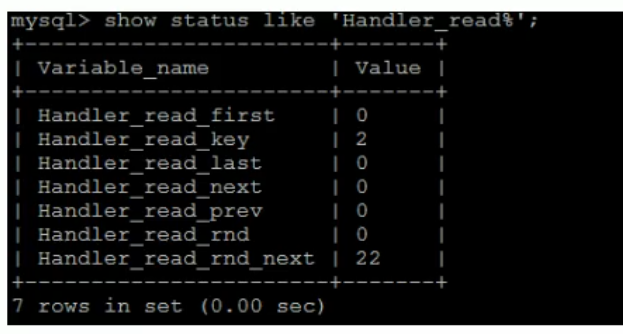 mysql> show status like 'Handler_read%';
+-----------------------+-------+
| Variable_name         | Value |
+-----------------------+-------+
| Handler_read_first    | 0     |
| Handler_read_key      | 2     |
| Handler_read_last     | 0     |
| Handler_read_next     | 0     |
| Handler_read_prev     | 0     |
| Handler_read_rnd      | 0     |
| Handler_read_rnd_next | 22    |
+-----------------------+-------+
7 rows in set (0.00 sec)